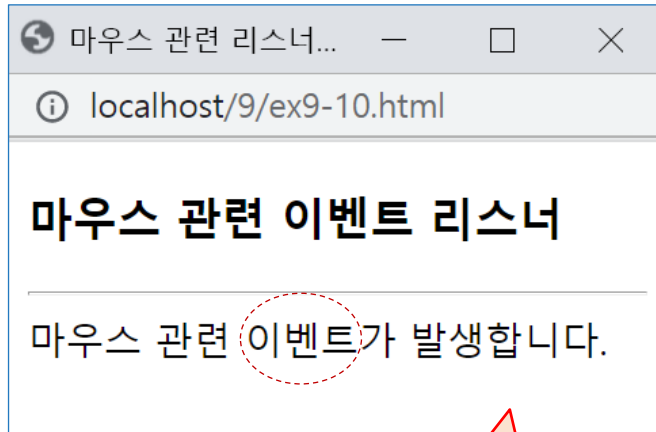 마우스 관련 리스너...
localhost/9/ex9-10.html
마우스 관련 이벤트 리스너
마우스 관련 이벤트가 발생합니다.